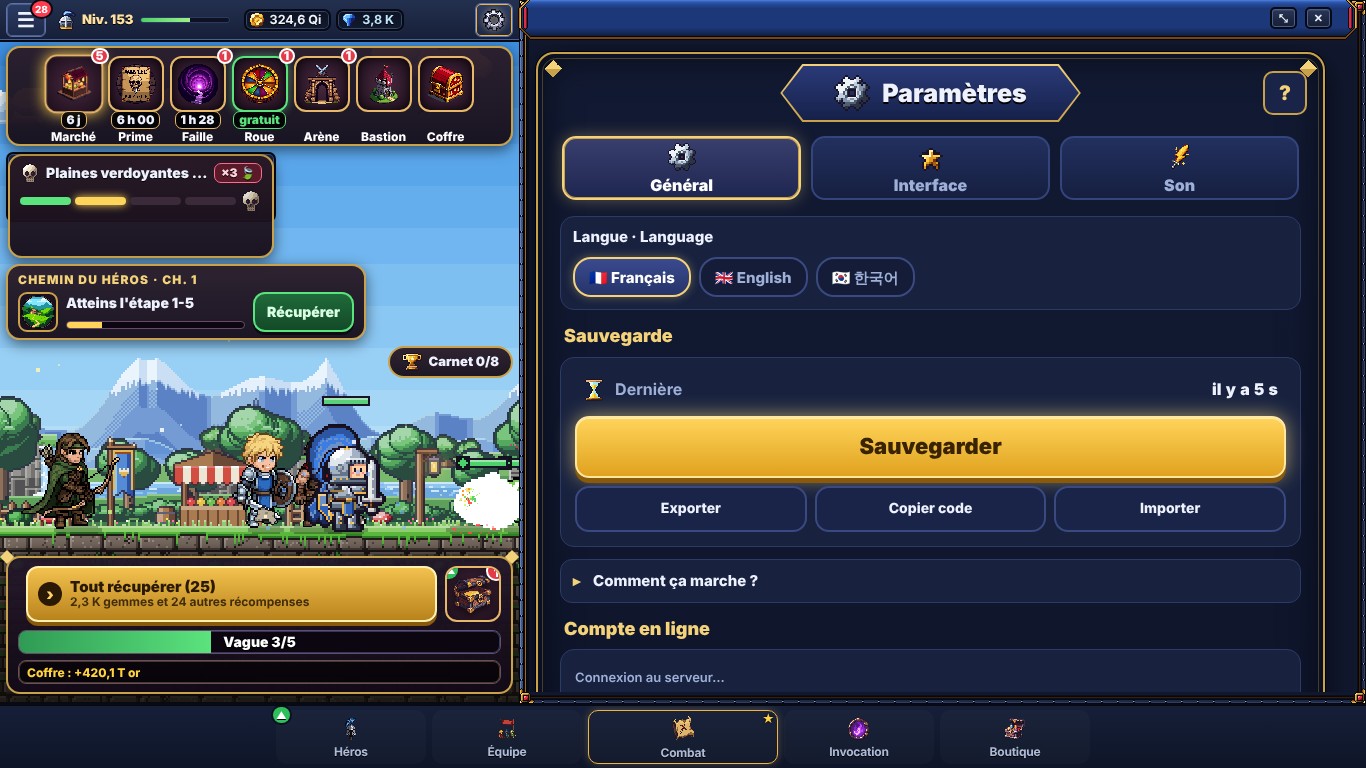 28
Niv. 153
324,6 Qi
3,8 K
5
1
1
1
6 j
6 h 00
1 h 28
gratuit
Marché
Prime
Faille
Roue
Arène
Bastion
Coffre
Plaines verdoyantes ...
×3
CHEMIN DU HÉROS · CH. 1
Atteins l'étape 1-5
Récupérer
Carnet 0/8
Tout récupérer (25)
2,3 K gemmes et 24 autres récompenses
Vague 3/5
Coffre : +420,1 T or
Paramètres
?
Général
Interface
Son
Langue · Language
🇫🇷 Français
🇬🇧 English
🇰🇷 한국어
Sauvegarde
Dernière
il y a 5 s
Sauvegarder
Exporter
Copier code
Importer
Comment ça marche ?
Compte en ligne
Connexion au serveur...
Héros
Équipe
Combat
Invocation
Boutique